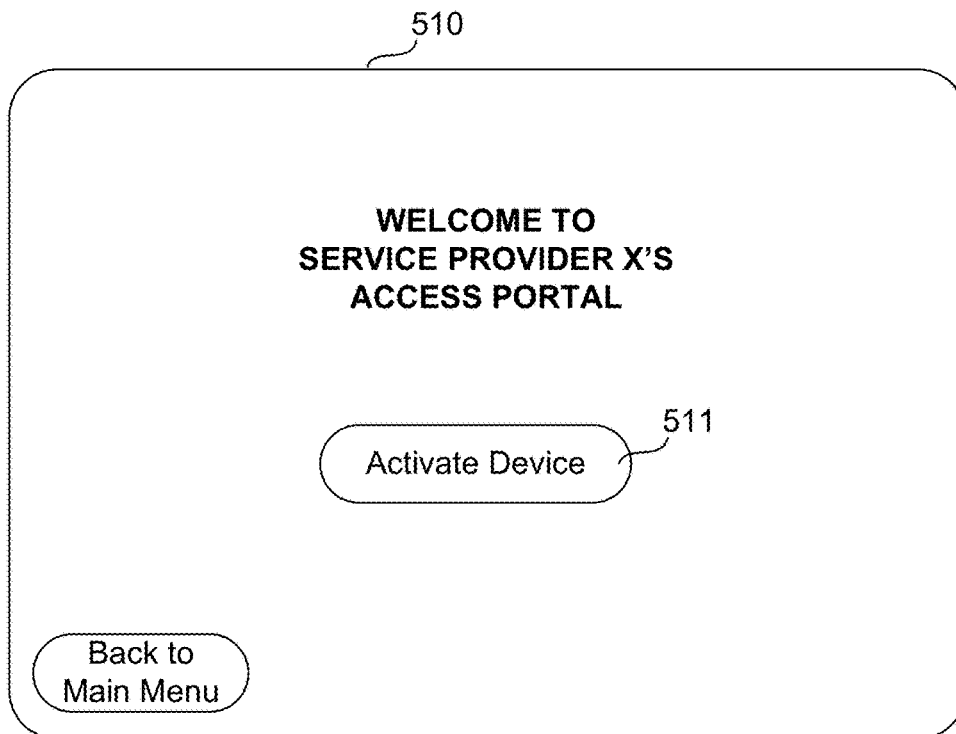 510
WELCOME TO
SERVICE PROVIDER X'S
ACCESS PORTAL
511
Activate Device
Back to
Main Menu